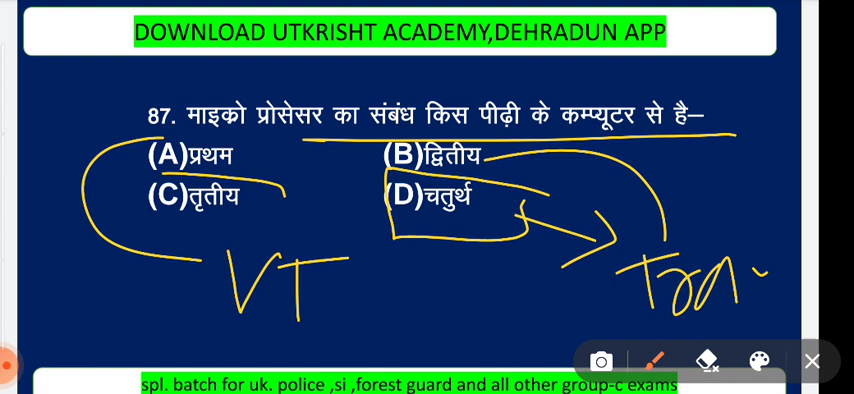 DOWNLOAD UTKRISHT ACADEMY,DEHRADUN APP
87. माइक्रो प्रोसेसर का संबंध किस पीढ़ी के कम्प्यूटर से है–
(A)प्रथम (B)द्वितीय
(C)तृतीय (D)चतुर्थ
VT
spl. batch for uk. police ,si ,forest guard and all other group-c exams